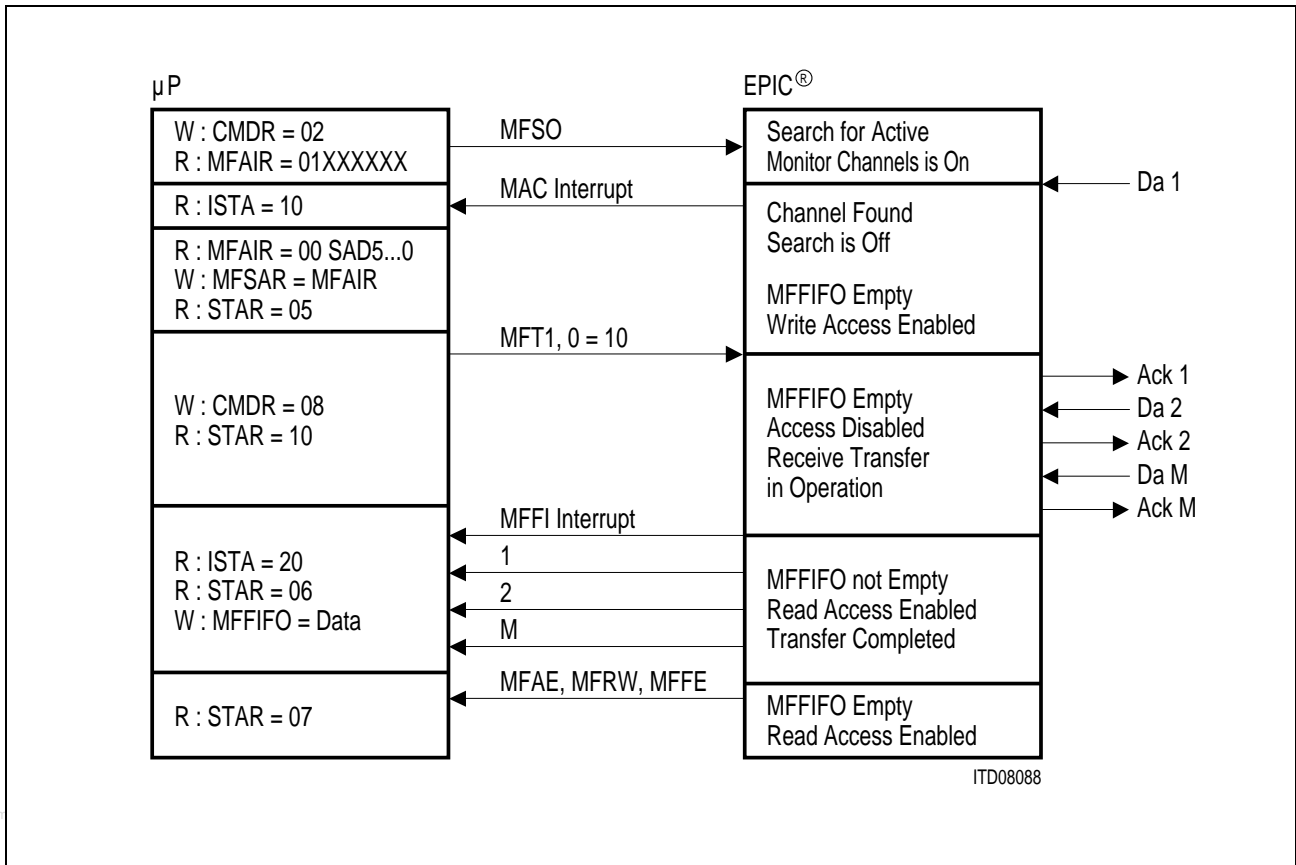 µP
EPIC®
W : CMDR = 02
R : MFAIR = 01XXXXXX
MFSO
Search for Active
Monitor Channels is On
Da 1
R : ISTA = 10
MAC Interrupt
Channel Found
Search is Off
MFFIFO Empty
Write Access Enabled
R : MFAIR = 00 SAD5...0
W : MFSAR = MFAIR
R : STAR = 05
MFT1, 0 = 10
W : CMDR = 08
R : STAR = 10
MFFIFO Empty
Access Disabled
Receive Transfer
in Operation
Ack 1
Da 2
Ack 2
Da M
Ack M
MFFI Interrupt
1
2
M
R : ISTA = 20
R : STAR = 06
W : MFFIFO = Data
MFFIFO not Empty
Read Access Enabled
Transfer Completed
MFAE, MFRW, MFFE
R : STAR = 07
MFFIFO Empty
Read Access Enabled
ITD08088